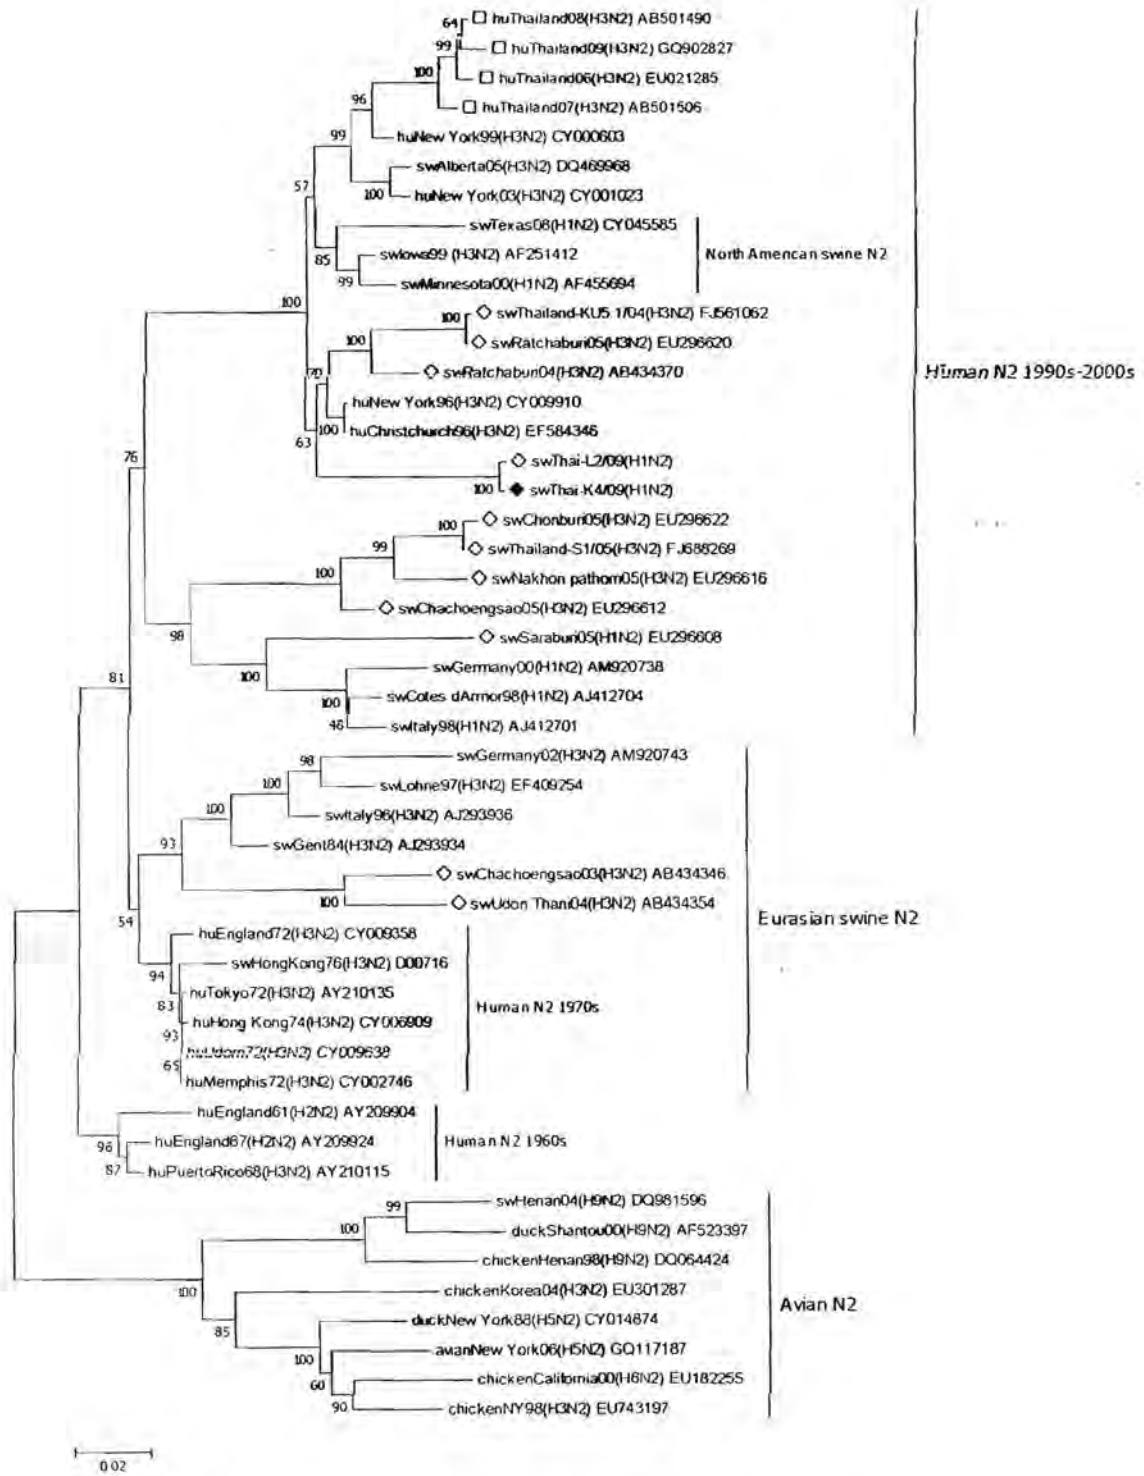 64 huThailand08(H3N2) AB501490
99 huThailand09(H3N2) GQ902827
100 huThailand06(H3N2) EU021285
huThailand07(H3N2) AB501506
96
huNew York99(H3N2) CY000603
99
swAlberta05(H3N2) DQ469968
100 huNew York03(H3N2) CY001023
57
swTexas08(H1N2) CY045585
85 swIowa99 (H3N2) AF251412
99 swMinnesota00(H1N2) AF455694
North American swine N2
100
100 swThailand-KU5.1/04(H3N2) FJ561062
swRatchaburi05(H3N2) EU296620
100
swRatchaburi04(H3N2) AB434370
70
huNew York96(H3N2) CY009910
100 huChristchurch96(H3N2) EF584346
63
swThai-L2/09(H1N2)
100 swThai-K4/09(H1N2)
Human N2 1990s-2000s
76
100 swChonburi05(H3N2) EU296622
swThailand-S1/05(H3N2) FJ688269
99
swNakhon pathom05(H3N2) EU296616
100
swChachoengsao05(H3N2) EU296612
98
swSaraburi05(H1N2) EU296608
swGermany00(H1N2) AM920738
100
swCotes dArmor98(H1N2) AJ412704
100
46 swItaly98(H1N2) AJ412701
81
98 swGermany02(H3N2) AM920743
100 swLohne97(H3N2) EF409254
100 swItaly96(H3N2) AJ293936
93 swGent84(H3N2) AJ293934
swChachoengsao03(H3N2) AB434346
100 swUdon Thani04(H3N2) AB434354
Eurasian swine N2
54
huEngland72(H3N2) CY009358
94 swHongKong76(H3N2) D00716
83 huTokyo72(H3N2) AY210135
93 huHong Kong74(H3N2) CY006909
huUdorn72(H3N2) CY009638
65 huMemphis72(H3N2) CY002746
Human N2 1970s
huEngland61(H2N2) AY209904
96 huEngland67(H2N2) AY209924
87 huPuertoRico68(H3N2) AY210115
Human N2 1960s
99 swHenan04(H9N2) DQ981596
100 duckShantou00(H9N2) AF523397
chickenHenan98(H9N2) DQ064424
100 chickenKorea04(H3N2) EU301287
85 duckNew York88(H5N2) CY014874
100 avianNew York06(H5N2) GQ117187
60 chickenCalifornia00(H6N2) EU182255
90 chickenNY98(H3N2) EU743197
Avian N2
0.02